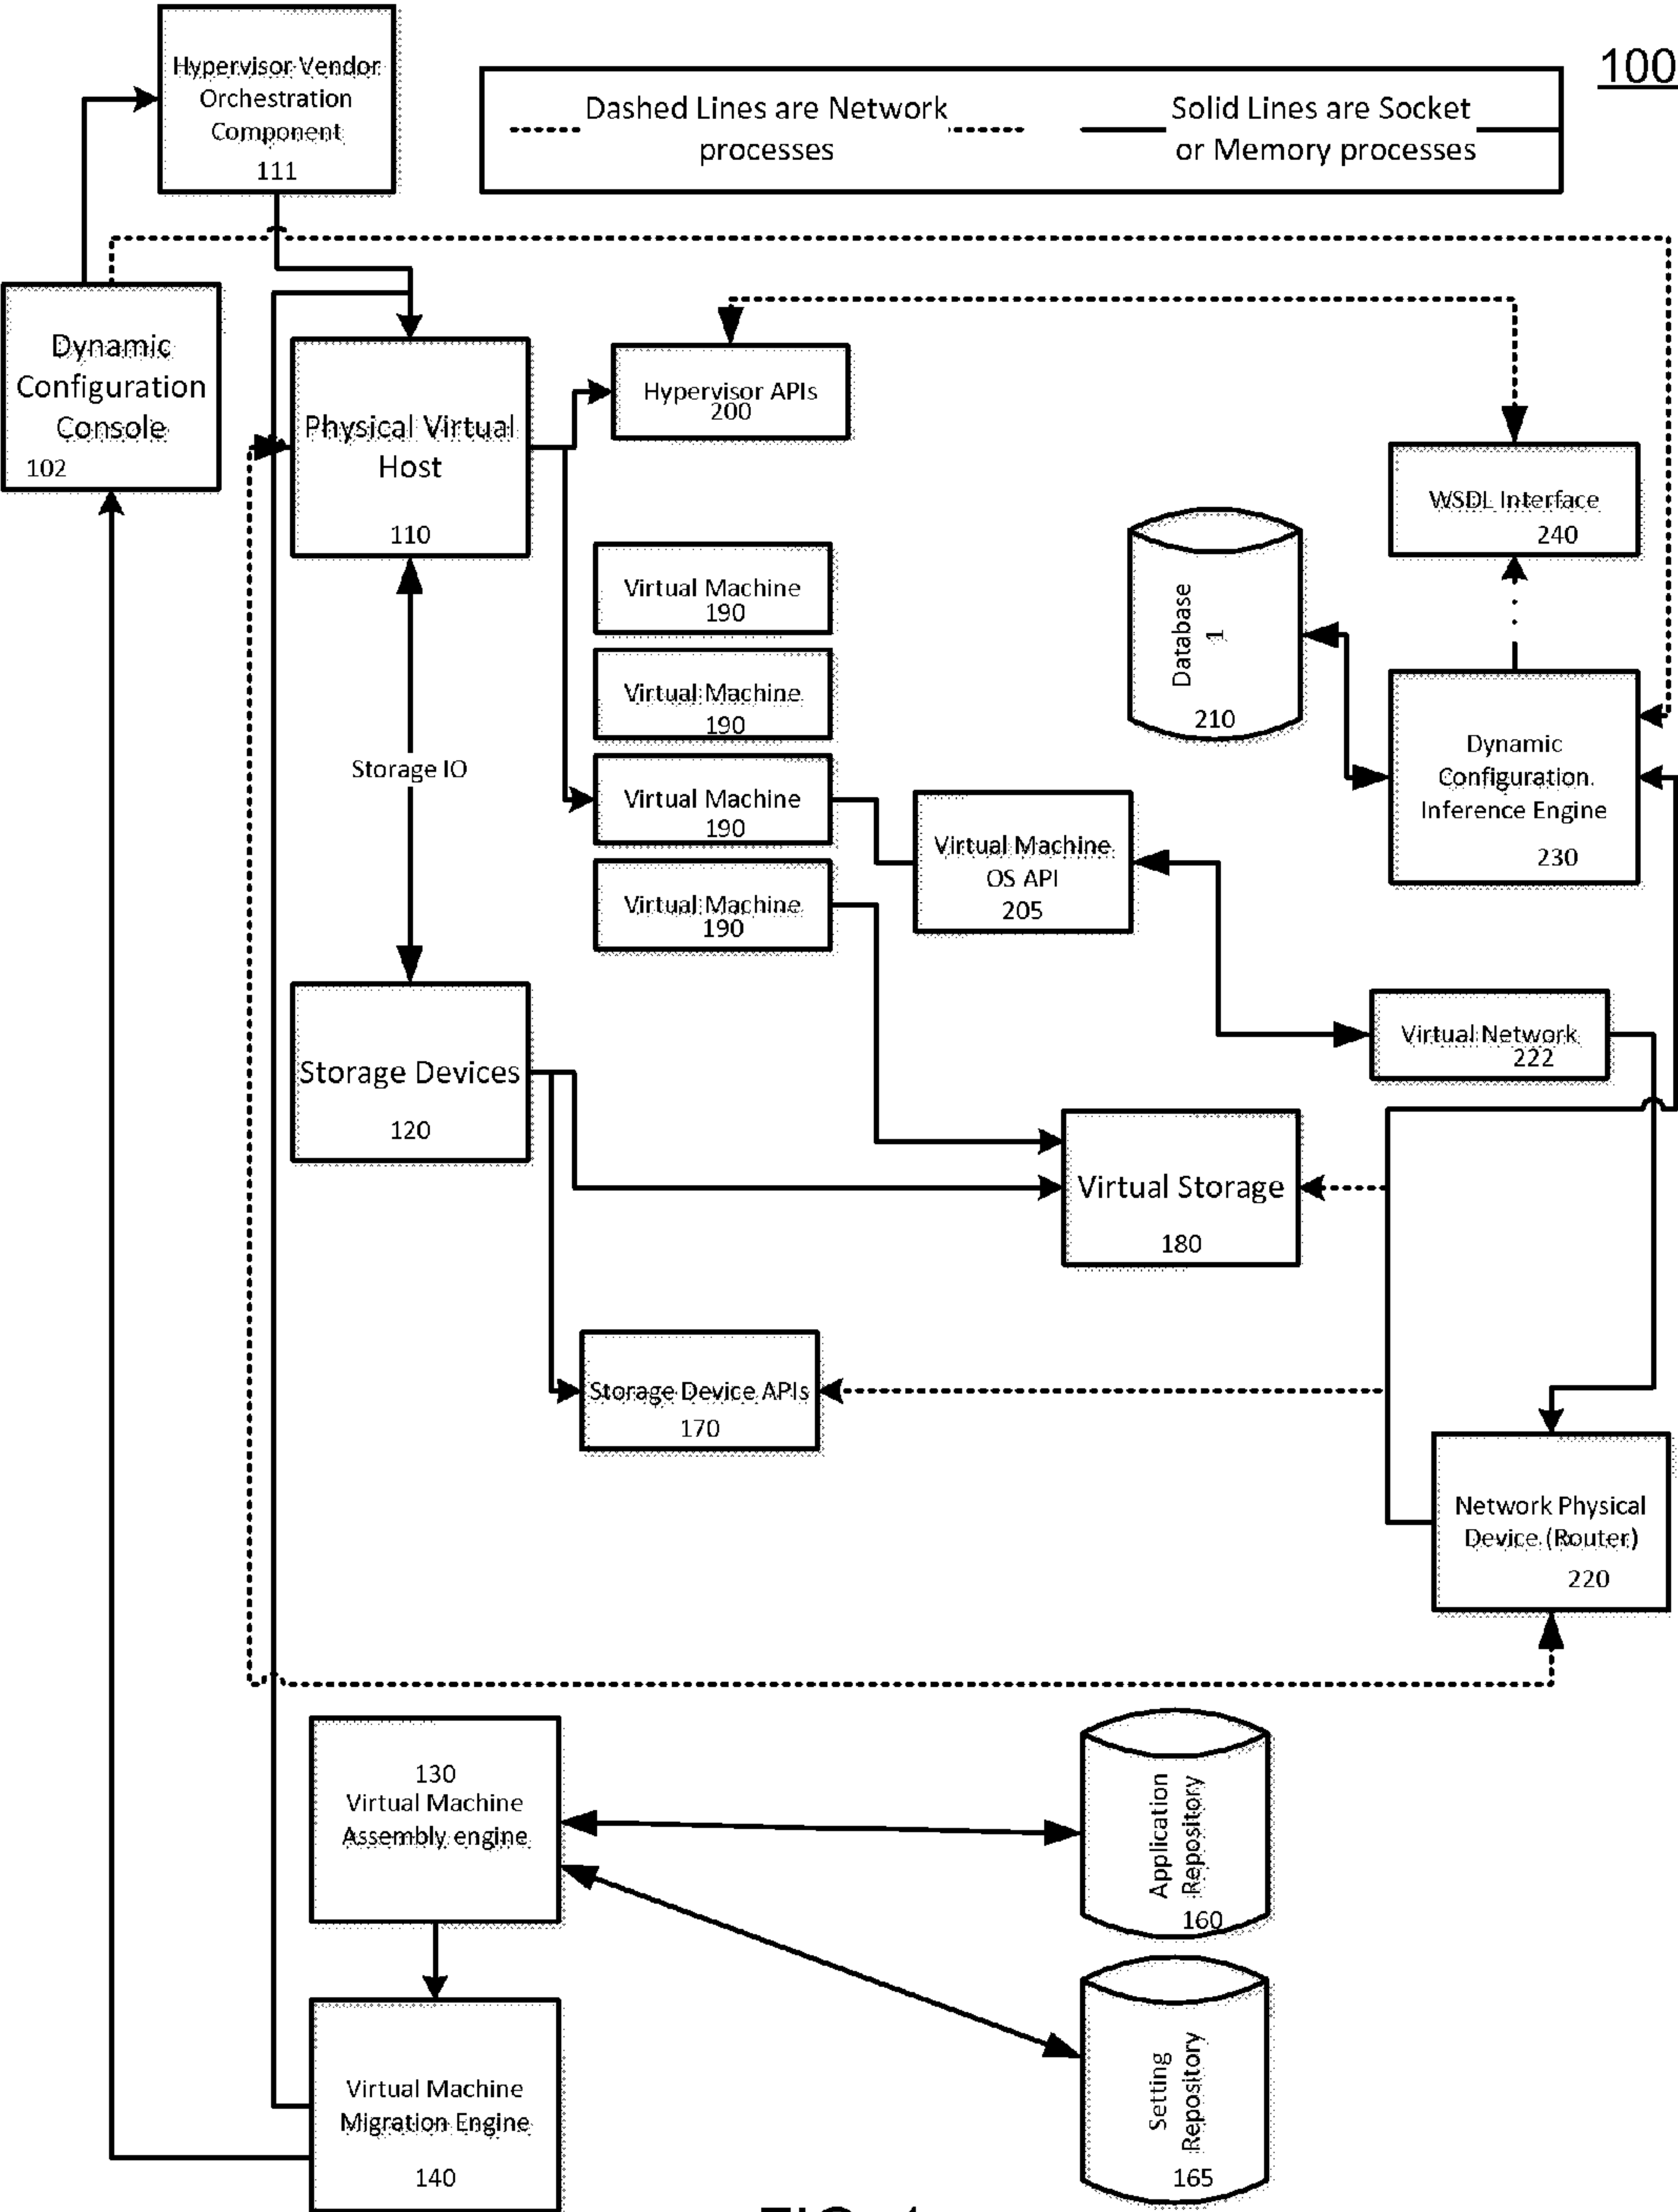 Hypervisor Vendor
Orchestration
Component
111
Dashed Lines are Network
processes
Solid Lines are Socket
or Memory processes
100
Dynamic
Configuration
Console
102
Physical Virtual
Host
110
Hypervisor APIs
200
WSDL Interface
240
Virtual Machine
190
Virtual Machine
190
Virtual Machine
190
Virtual Machine
190
Database
1
210
Dynamic
Configuration
Inference Engine
230
Storage IO
Virtual Machine
OS API
205
Virtual Network
222
Storage Devices
120
Virtual Storage
180
Storage Device APIs
170
Network Physical
Device (Router)
220
130
Virtual Machine
Assembly engine
Application
Repository
160
Virtual Machine
Migration Engine
140
Setting
Repository
165